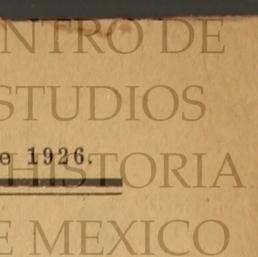 NTRO DE
STUDIOS
e 1926.
HISTORIA
E MEXICO